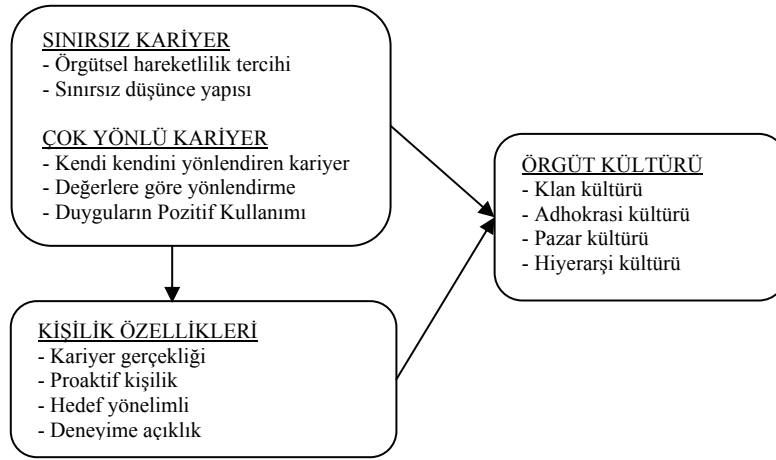 SINIRSIZ KARİYER
- Örgütsel hareketlilik tercihi
- Sınırsız düşünce yapısı
ÇOK YÖNLÜ KARİYER
- Kendi kendini yönlendiren kariyer
- Değerlere göre yönlendirme
- Duyguların Pozitif Kullanımı
ÖRGÜT KÜLTÜRÜ
- Klan kültürü
- Adhokrasi kültürü
- Pazar kültürü
- Hiyerarşi kültürü
KİŞİLİK ÖZELLİKLERİ
- Kariyer gerçekliği
- Proaktif kişilik
- Hedef yönelimli
- Deneyime açıklık